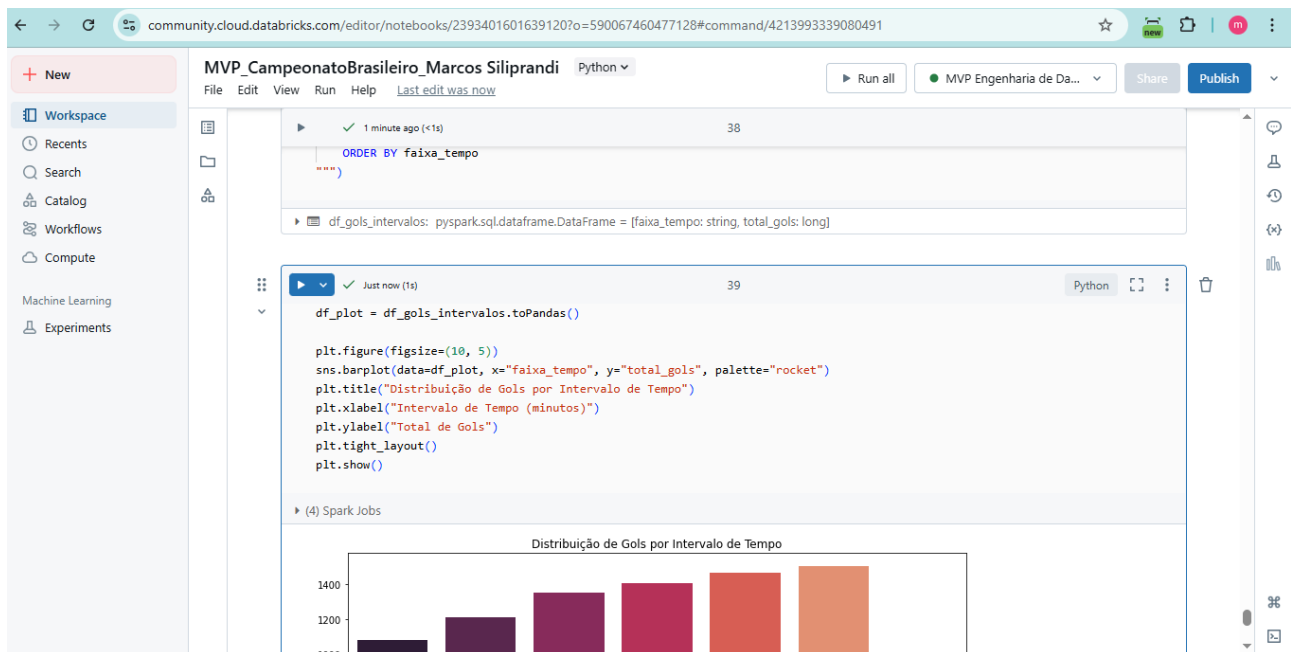 community.cloud.databricks.com/editor/notebooks/2393401601639120?o=590067460477128#command/4213993339080491
new
m
New
MVP_CampeonatoBrasileiro_Marcos Siliprandi
Python
File Edit View Run Help Last edit was now
Run all
MVP Engenharia de Da...
Share
Publish
Workspace
Recents
Search
Catalog
Workflows
Compute
Machine Learning
Experiments
1 minute ago (<1s)
38
ORDER BY faixa_tempo
""")
df_gols_intervalos: pyspark.sql.dataframe.DataFrame = [faixa_tempo: string, total_gols: long]
Just now (1s)
39
Python
df_plot = df_gols_intervalos.toPandas()
plt.figure(figsize=(10, 5))
sns.barplot(data=df_plot, x="faixa_tempo", y="total_gols", palette="rocket")
plt.title("Distribuição de Gols por Intervalo de Tempo")
plt.xlabel("Intervalo de Tempo (minutos)")
plt.ylabel("Total de Gols")
plt.tight_layout()
plt.show()
(4) Spark Jobs
Distribuição de Gols por Intervalo de Tempo
1400
1200